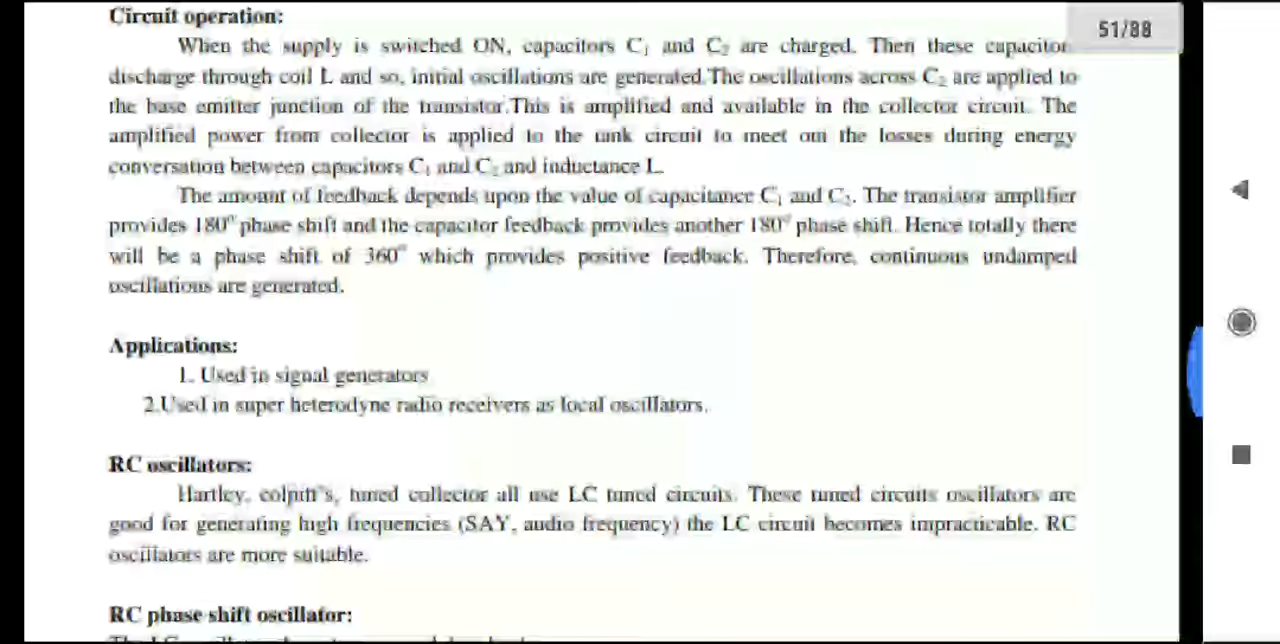 Circuit operation:
51/88
When the supply is switched ON, capacitors C₁ and C₂ are charged. Then these capacitor
discharge through coil L and so, initial oscillations are generated.The oscillations across C₂ are applied to
the base emitter junction of the transistor.This is amplified and available in the collector circuit. The
amplified power from collector is applied to the tank circuit to meet out the losses during energy
conversation between capacitors C₁ and C₂ and inductance L.
The amount of feedback depends upon the value of capacitance C₁ and C₂. The transistor amplifier
provides 180° phase shift and the capacitor feedback provides another 180° phase shift. Hence totally there
will be a phase shift of 360° which provides positive feedback. Therefore, continuous undamped
oscillations are generated.
Applications:
1. Used in signal generators
2.Used in super heterodyne radio receivers as local oscillators.
RC oscillators:
Hartley, colpitt's, tuned collector all use LC tuned circuits. These tuned circuits oscillators are
good for generating high frequencies (SAY, audio frequency) the LC circuit becomes impracticable. RC
oscillators are more suitable.
RC phase shift oscillator: